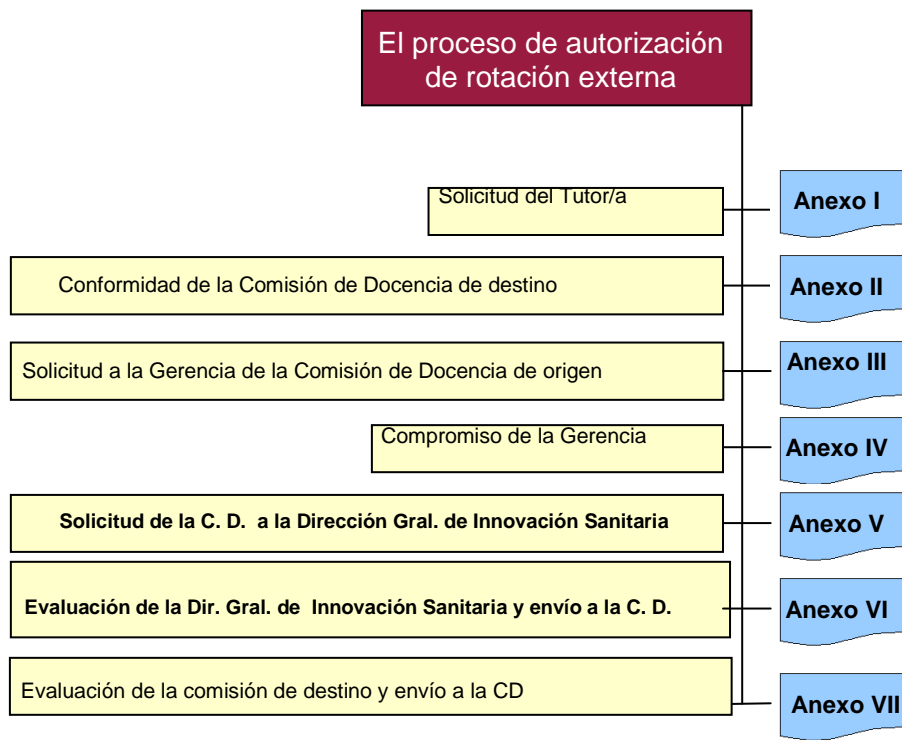 El proceso de autorización
de rotación externa
Solicitud del Tutor/a
Anexo I
Conformidad de la Comisión de Docencia de destino
Anexo II
Solicitud a la Gerencia de la Comisión de Docencia de origen
Anexo III
Compromiso de la Gerencia
Anexo IV
Solicitud de la C. D. a la Dirección Gral. de Innovación Sanitaria
Anexo V
Evaluación de la Dir. Gral. de Innovación Sanitaria y envío a la C. D.
Anexo VI
Evaluación de la comisión de destino y envío a la CD
Anexo VII